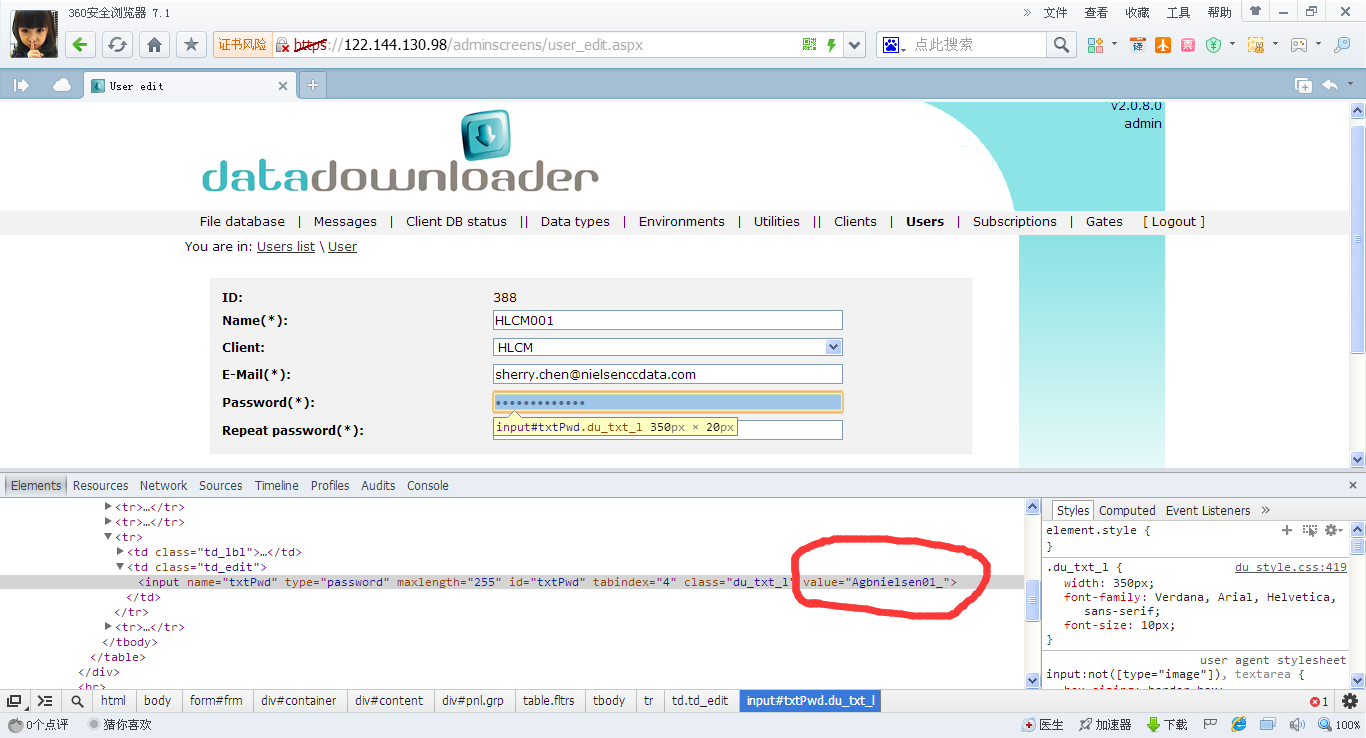 360安全浏览器 7.1
» 文件 查看 收藏 工具 帮助
证书风险 https://122.144.130.98/adminscreens/user_edit.aspx
点此搜索
译
User edit
v2.0.8.0
admin
datadownloader
File database | Messages | Client DB status || Data types | Environments | Utilities || Clients | Users | Subscriptions | Gates [ Logout ]
You are in: Users list \ User
ID: 388
Name(*): HLCM001
Client: HLCM
E-Mail(*): sherry.chen@nielsenccdata.com
Password(*): •••••••••••••
input#txtPwd.du_txt_l 350px × 20px
Repeat password(*):
Elements Resources Network Sources Timeline Profiles Audits Console
<tr>…</tr>
<tr>…</tr>
<tr>
<td class="td_lbl">…</td>
<td class="td_edit">
<input name="txtPwd" type="password" maxlength="255" id="txtPwd" tabindex="4" class="du_txt_l" value="Agbnielsen01_">
</td>
</tr>
<tr>…</tr>
</tbody>
</table>
</div>
<br>
Styles Computed Event Listeners »
element.style {
}
.du_txt_l { du_style.css:419
width: 350px;
font-family: Verdana, Arial, Helvetica,
sans-serif;
font-size: 10px;
}
user agent stylesheet
input:not([type="image"]), textarea {
box-sizing: border-box;
html body form#frm div#container div#content div#pnl.grp table.fltrs tbody tr td.td_edit input#txtPwd.du_txt_l
1
0个点评 猜你喜欢
医生 加速器 下载 100%